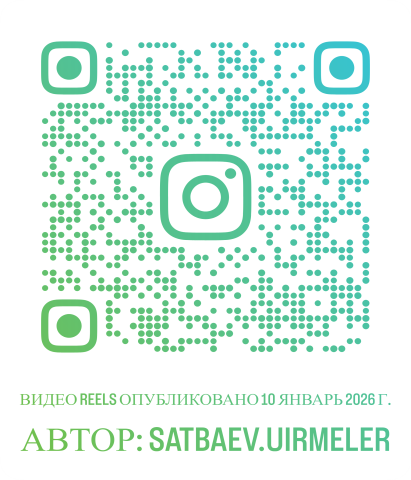 ВИДЕО REELS ОПУБЛИКОВАНО 10 ЯНВАРЬ 2026 Г.
АВТОР: SATBAEV.UIRMELER